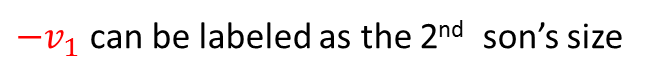 −v₁ can be labeled as the 2ⁿᵈ son’s size